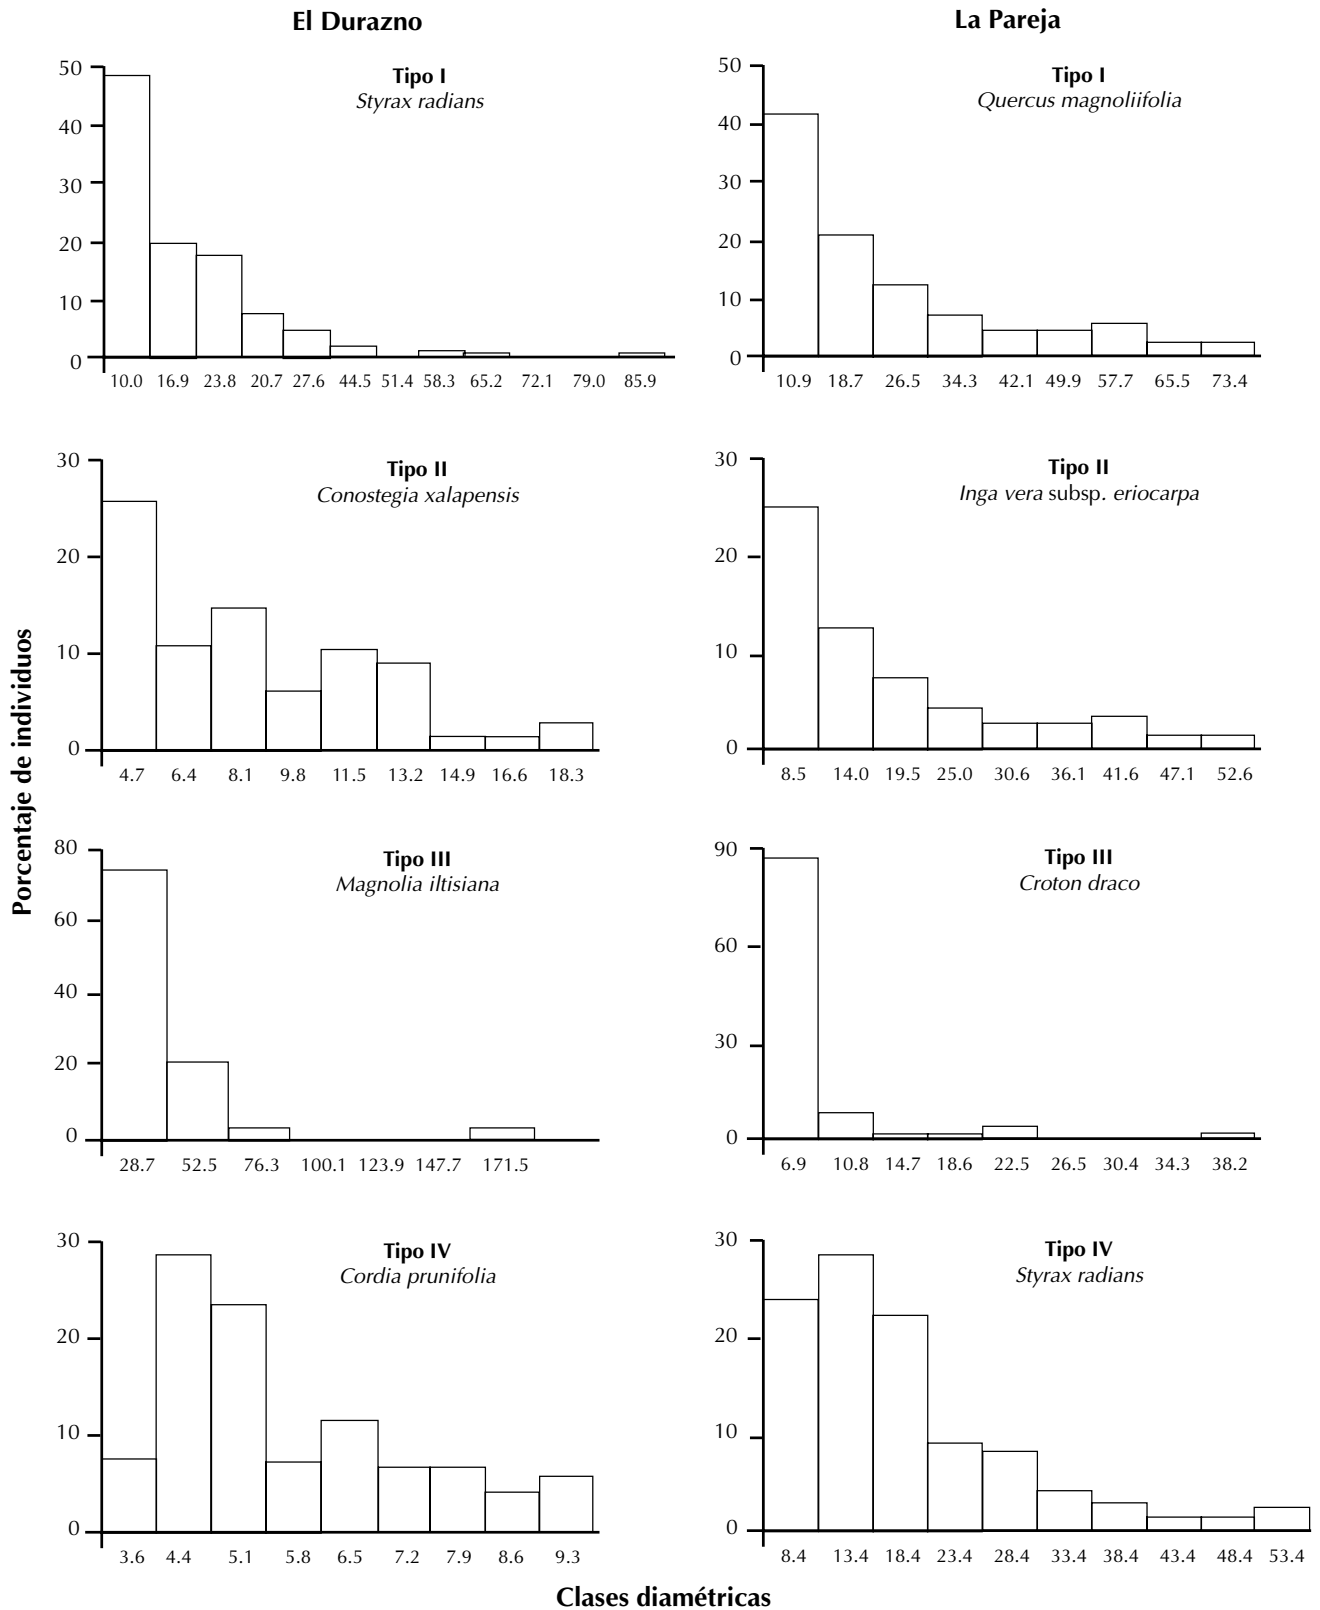 El Durazno
La Pareja
Tipo I
Styrax radians
50
40
30
20
10
0
10.0 16.9 23.8 20.7 27.6 44.5 51.4 58.3 65.2 72.1 79.0 85.9
Tipo I
Quercus magnoliifolia
50
40
30
20
10
0
10.9 18.7 26.5 34.3 42.1 49.9 57.7 65.5 73.4
Tipo II
Conostegia xalapensis
30
20
10
0
4.7 6.4 8.1 9.8 11.5 13.2 14.9 16.6 18.3
Tipo II
Inga vera subsp. eriocarpa
30
20
10
0
8.5 14.0 19.5 25.0 30.6 36.1 41.6 47.1 52.6
Porcentaje de individuos
Tipo III
Magnolia iltisiana
80
60
40
20
0
28.7 52.5 76.3 100.1 123.9 147.7 171.5
Tipo III
Croton draco
90
60
30
0
6.9 10.8 14.7 18.6 22.5 26.5 30.4 34.3 38.2
Tipo IV
Cordia prunifolia
30
20
10
0
3.6 4.4 5.1 5.8 6.5 7.2 7.9 8.6 9.3
Tipo IV
Styrax radians
30
20
10
0
8.4 13.4 18.4 23.4 28.4 33.4 38.4 43.4 48.4 53.4
Clases diamétricas